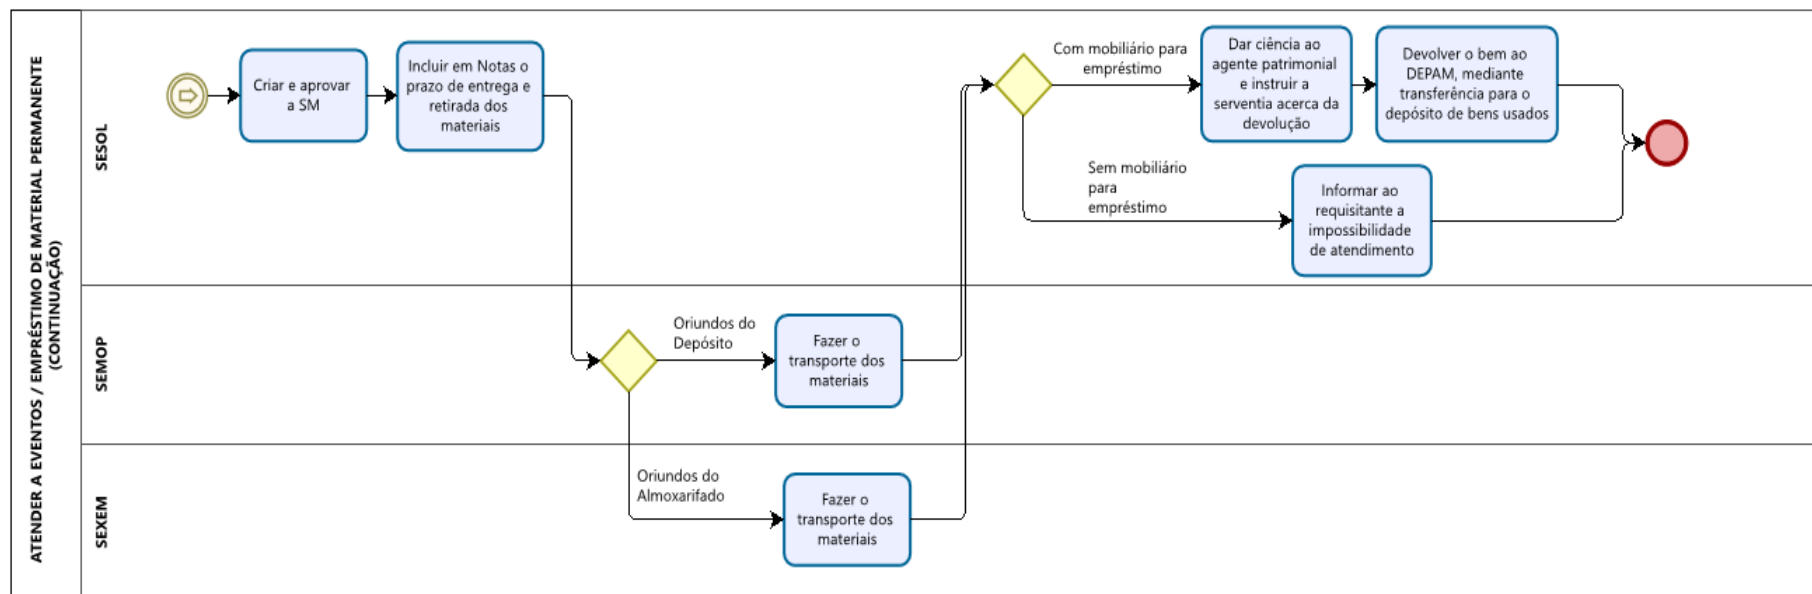 ATENDER A EVENTOS / EMPRÉSTIMO DE MATERIAL PERMANENTE
(CONTINUAÇÃO)
SESOL
Criar e aprovar
a SM
Incluir em Notas o
prazo de entrega e
retirada dos
materiais
Com mobiliário para
empréstimo
Dar ciência ao
agente patrimonial
e instruir a
serventia acerca da
devolução
Devolver o bem ao
DEPAM, mediante
transferência para o
depósito de bens usados
Sem mobiliário
para
empréstimo
Informar ao
requisitante a
impossibilidade
de atendimento
SEMOP
Oriundos do
Depósito
Fazer o
transporte dos
materiais
SEXEM
Oriundos do
Almoxarifado
Fazer o
transporte dos
materiais